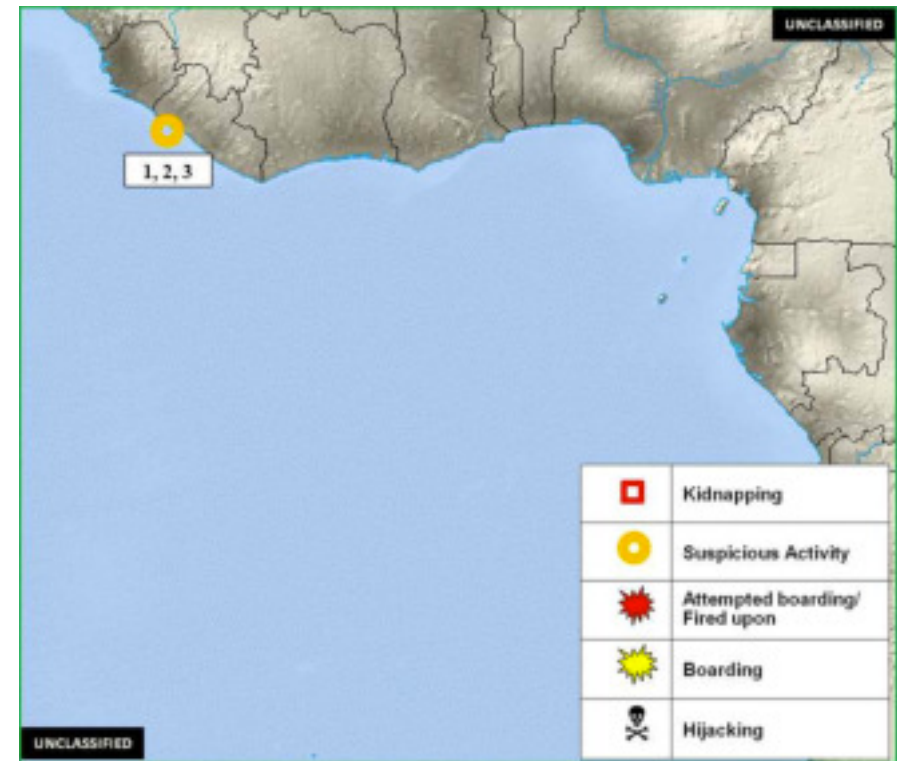 UNCLASSIFIED
1, 2, 3
Kidnapping
Suspicious Activity
Attempted boarding/
Fired upon
Boarding
Hijacking
UNCLASSIFIED